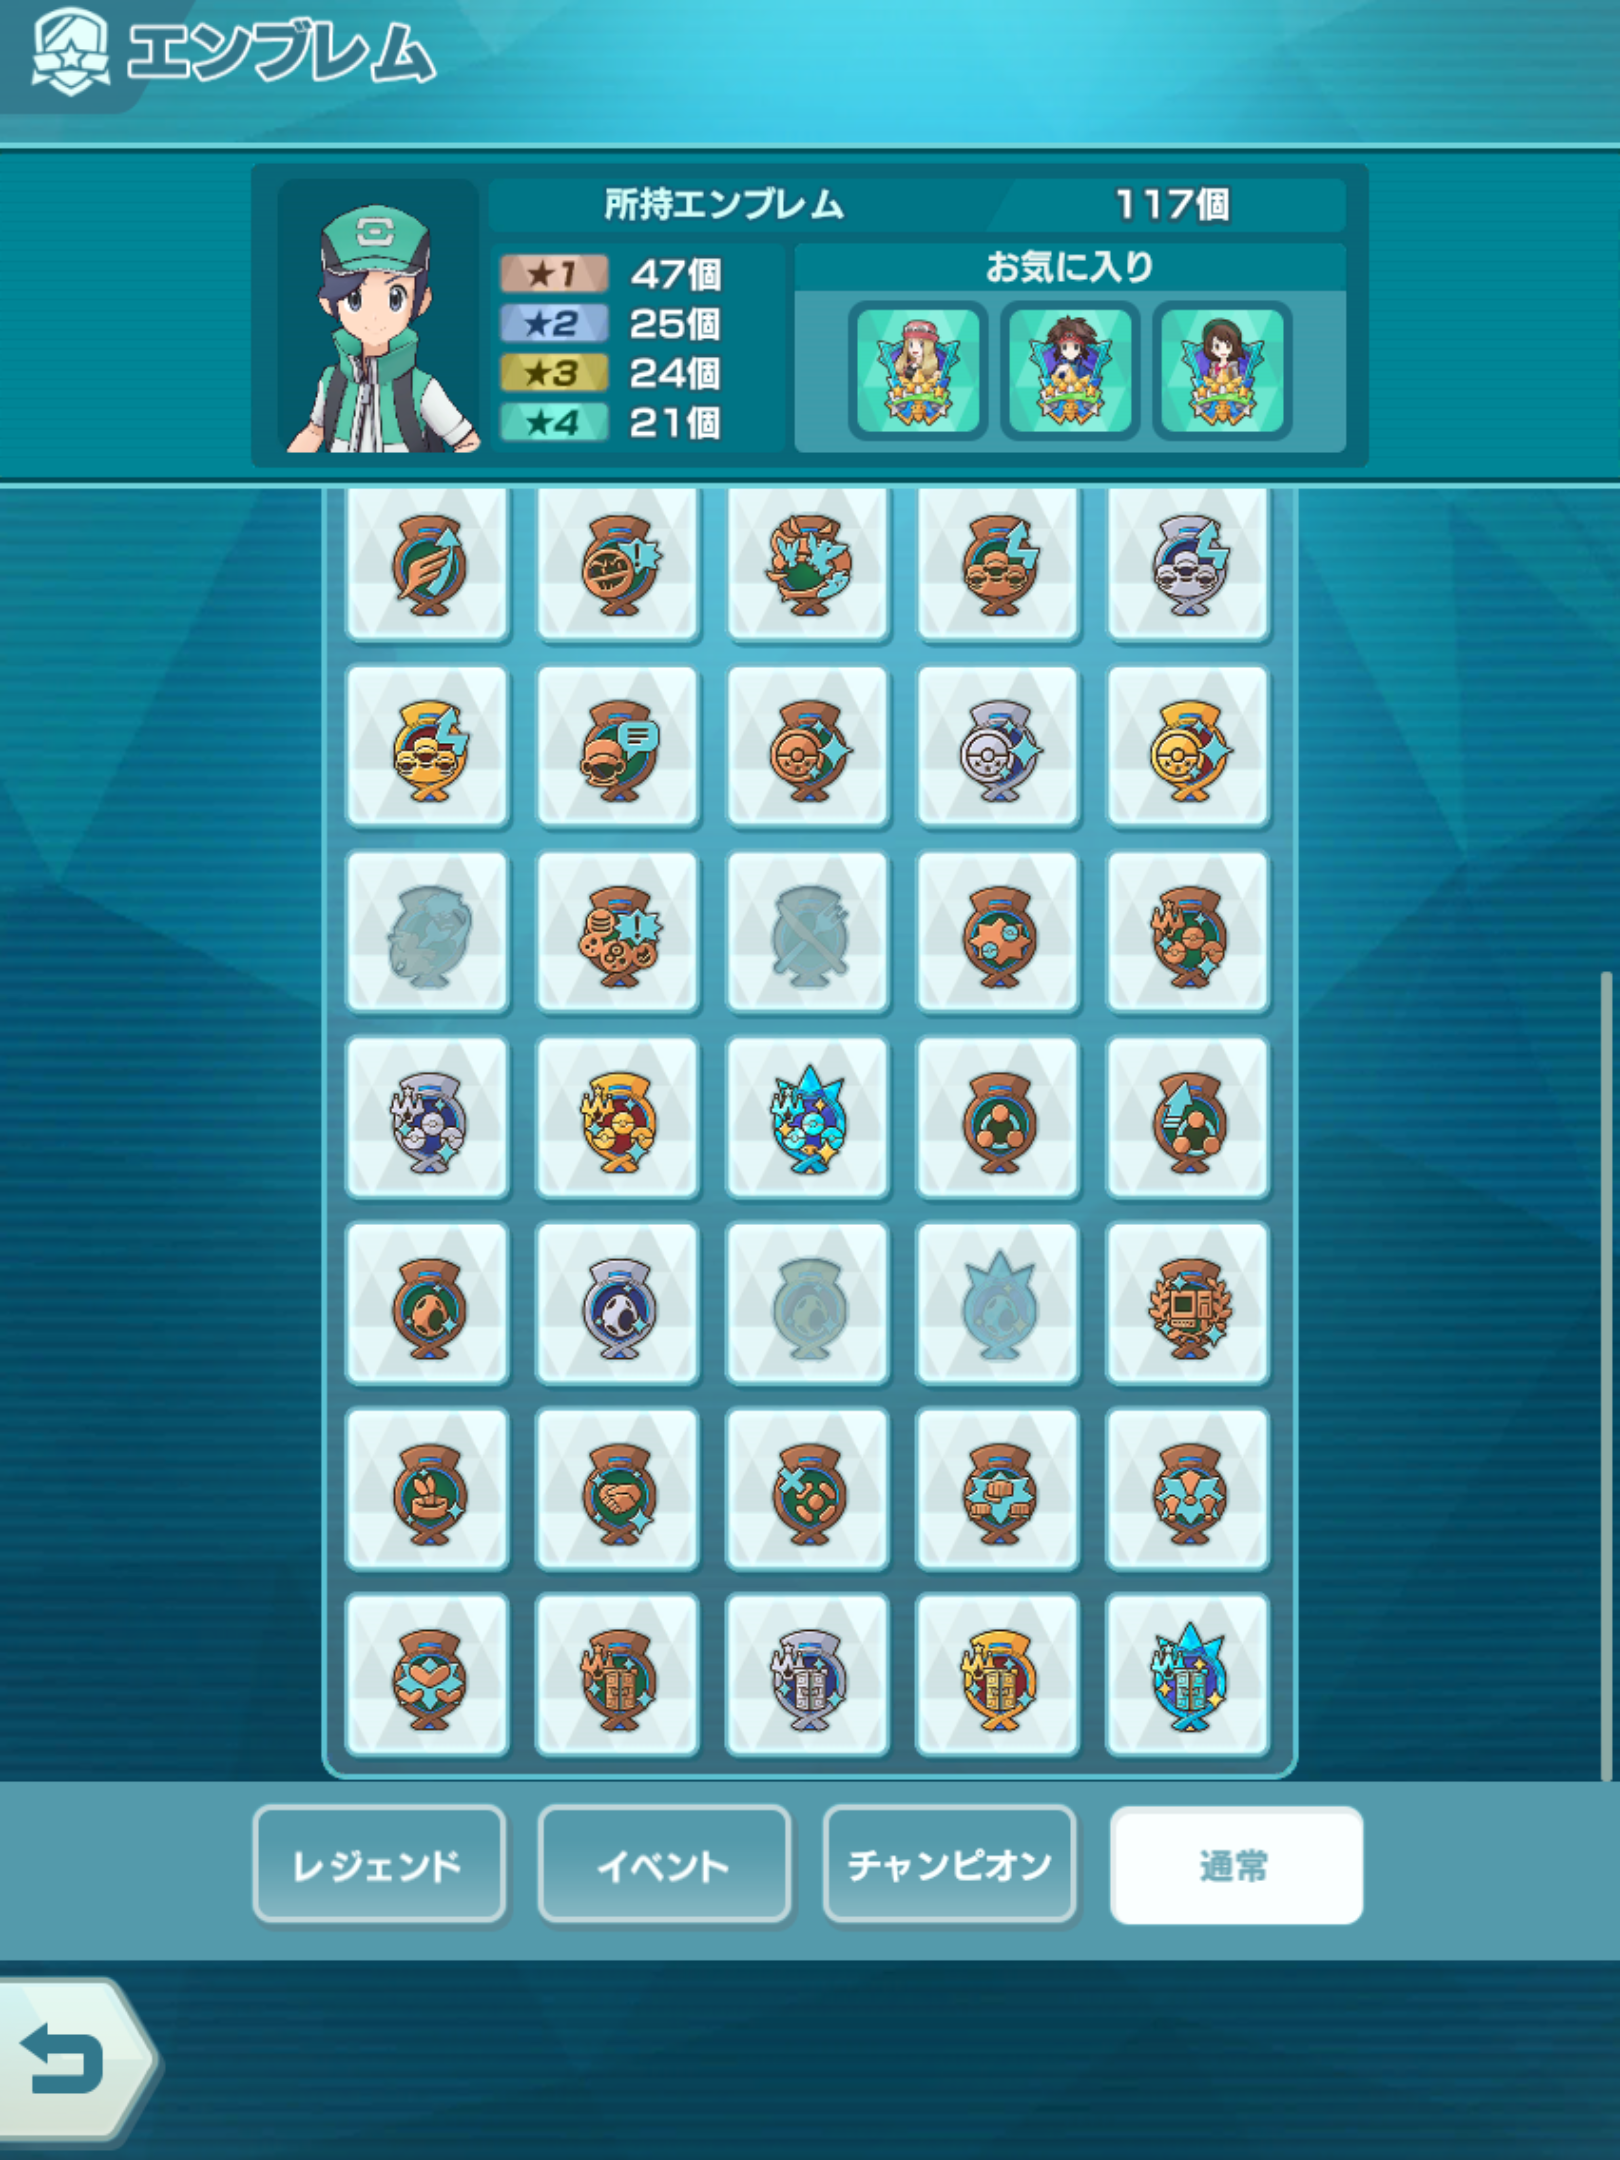 エンブレム
所持エンブレム 117個
★1 47個
★2 25個
★3 24個
★4 21個
お気に入り
レジェンド
イベント
チャンピオン
通常